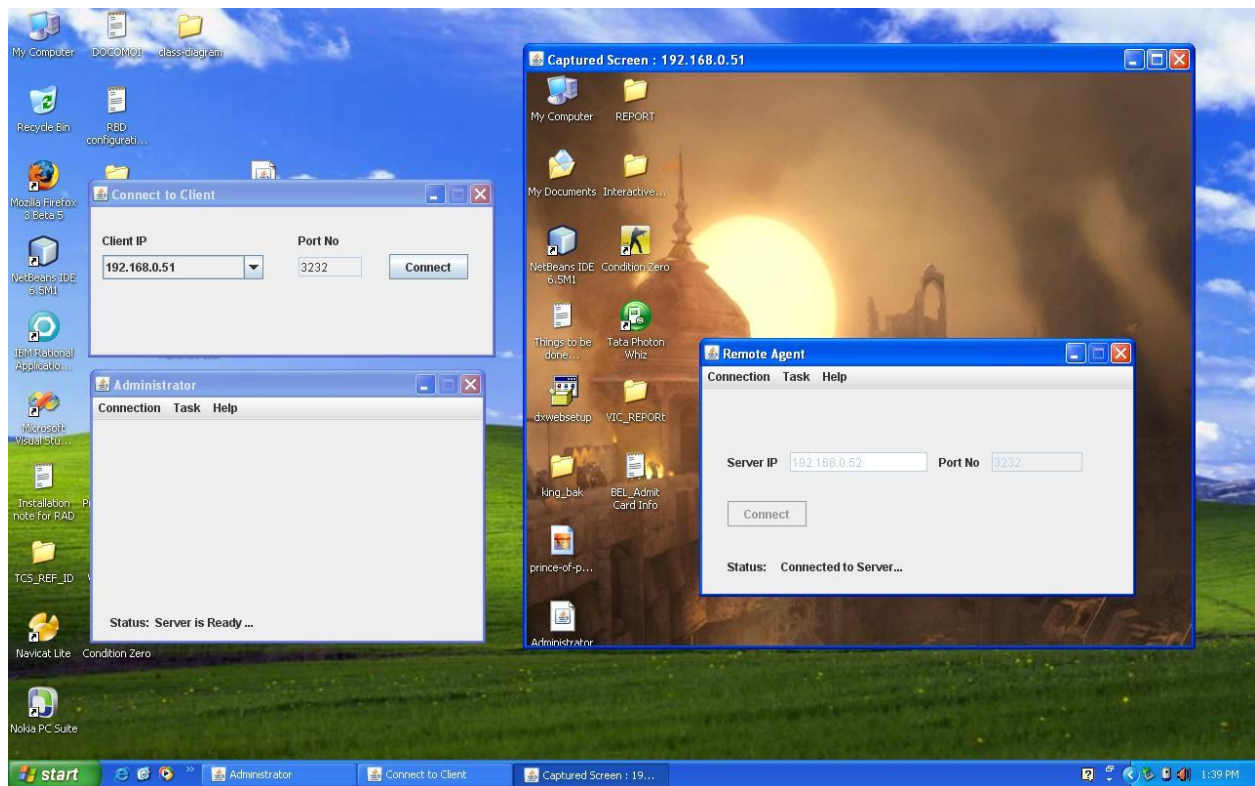 My Computer
DOCOMO1
class-diagram
Recycle Bin
RBD
configurati...
Mozilla Firefox
3 Beta 5
NetBeans IDE
6.5M1
IBM Rational
Applicatio...
Microsoft
Visual Stu...
Installation
note for RAD
TCS_REF_ID
Navicat Lite
Condition Zero
Nokia PC Suite
Connect to Client
Client IP
Port No
192.168.0.51
3232
Connect
Administrator
Connection Task Help
Status: Server is Ready ...
Captured Screen : 192.168.0.51
My Computer
REPORT
My Documents
Interactive...
NetBeans IDE
6.5M1
Condition Zero
Things to be
done...
Tata Photon
Whiz
dxwebsetup
VIC_REPORt
king_bak
BEL_Admit
Card Info
prince-of-p...
Administrator
Remote Agent
Connection Task Help
Server IP
192.168.0.52
Port No
3232
Connect
Status: Connected to Server...
start
Administrator
Connect to Client
Captured Screen : 19...
1:39 PM